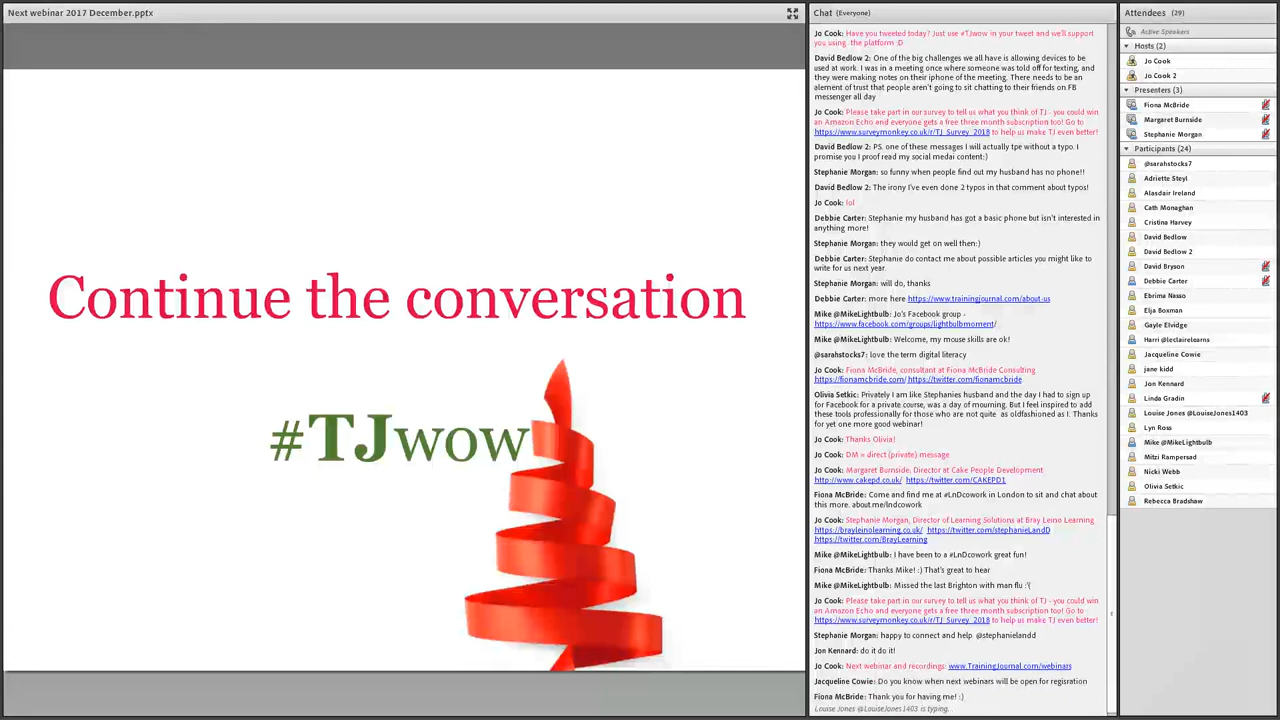 Next webinar 2017 December.pptx
Continue the conversation
#TJwow
Chat (Everyone)
Jo Cook: Have you tweeted today? Just use #TJwow in your tweet and we'll support
you using the platform :D
David Bedlow 2: One of the big challenges we all have is allowing devices to be
used at work. I was in a meeting once where someone was told off for texting, and
they were making notes on their iphone of the meeting. There needs to be an
alement of trust that people aren't going to sit chatting to their friends on FB
messenger all day
Jo Cook: Please take part in our survey to tell us what you think of TJ - you could win
an Amazon Echo and everyone gets a free three month subscription too! Go to
https://www.surveymonkey.co.uk/r/TJ_Survey_2018 to help us make TJ even better!
David Bedlow 2: PS. one of these messages I will actually tpe without a typo. I
promise you I proof read my social medai content:)
Stephanie Morgan: so funny when people find out my husband has no phone!!
David Bedlow 2: The irony I've even done 2 typos in that comment about typos!
Jo Cook: lol
Debbie Carter: Stephanie my husband has got a basic phone but isn't interested in
anything more!
Stephanie Morgan: they would get on well then:)
Debbie Carter: Stephanie do contact me about possible articles you might like to
write for us next year.
Stephanie Morgan: will do, thanks
Debbie Carter: more here https://www.trainingjournal.com/about-us
Mike @MikeLightbulb: Jo's Facebook group -
https://www.facebook.com/groups/lightbulbmoment/
Mike @MikeLightbulb: Welcome, my mouse skills are ok!
@sarahstocks7: love the term digital literacy
Jo Cook: Fiona McBride, consultant at Fiona McBride Consulting
https://fionamcbride.com/ https://twitter.com/fionamcbride
Olivia Setkic: Privately I am like Stephanies husband and the day I had to sign up
for Facebook for a private course, was a day of mourning. But I feel inspired to add
these tools professionally for those who are not quite as oldfashioned as I. Thanks
for yet one more good webinar!
Jo Cook: Thanks Olivia!
Jo Cook: DM = direct (private) message
Jo Cook: Margaret Burnside, Director at Cake People Development
http://www.cakepd.co.uk/ https://twitter.com/CAKEPD1
Fiona McBride: Come and find me at #LnDcowork in London to sit and chat about
this more. about.me/lndcowork
Jo Cook: Stephanie Morgan, Director of Learning Solutions at Bray Leino Learning
https://brayleinolearning.co.uk/ https://twitter.com/stephanieLandD
https://twitter.com/BrayLearning
Mike @MikeLightbulb: I have been to a #LnDcowork great fun!
Fiona McBride: Thanks Mike! :) That's great to hear
Mike @MikeLightbulb: Missed the last Brighton with man flu :'(
Jo Cook: Please take part in our survey to tell us what you think of TJ - you could win
an Amazon Echo and everyone gets a free three month subscription too! Go to
https://www.surveymonkey.co.uk/r/TJ_Survey_2018 to help us make TJ even better!
Stephanie Morgan: happy to connect and help @stephanielandd
Jon Kennard: do it do it!
Jo Cook: Next webinar and recordings: www.TrainingJournal.com/webinars
Jacqueline Cowie: Do you know when next webinars will be open for regisration
Fiona McBride: Thank you for having me! :)
Louise Jones @LouiseJones1403 is typing...
Attendees (29)
Active Speakers
Hosts (2)
Jo Cook
Jo Cook 2
Presenters (3)
Fiona McBride
Margaret Burnside
Stephanie Morgan
Participants (24)
@sarahstocks7
Adriette Steyl
Alasdair Ireland
Cath Monaghan
Cristina Harvey
David Bedlow
David Bedlow 2
David Bryson
Debbie Carter
Ebrima Nasso
Elja Boxman
Gayle Elvidge
Harri @leclairelearns
Jacqueline Cowie
jane kidd
Jon Kennard
Linda Gradin
Louise Jones @LouiseJones1403
Lyn Ross
Mike @MikeLightbulb
Mitzi Rampersad
Nicki Webb
Olivia Setkic
Rebecca Bradshaw